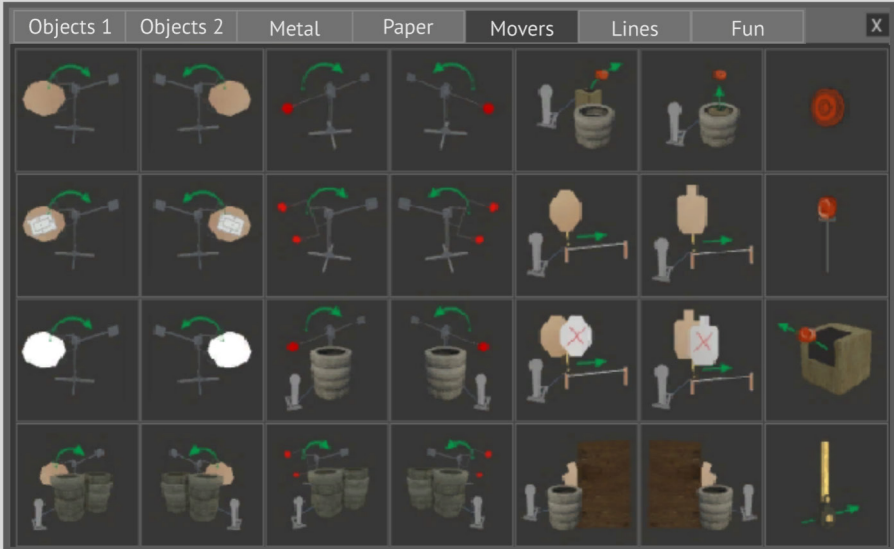 Objects 1
Objects 2
Metal
Paper
Movers
Lines
Fun
X